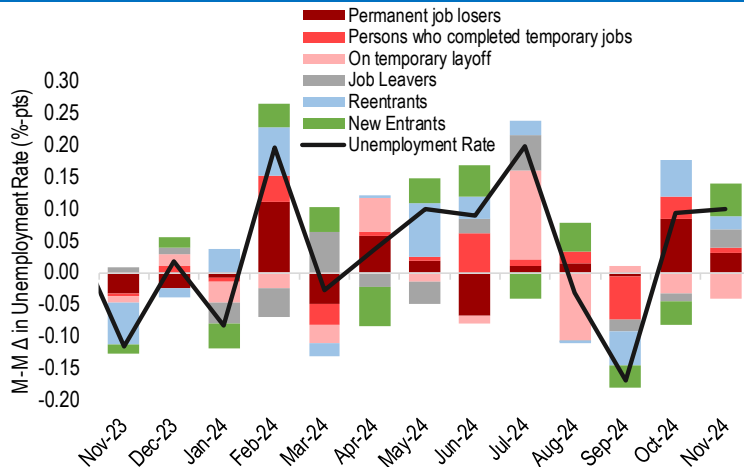 Permanent job losers
Persons who completed temporary jobs
On temporary layoff
Job Leavers
Reentrants
New Entrants
Unemployment Rate
M-M Δ in Unemployment Rate (%-pts)
0.30
0.25
0.20
0.15
0.10
0.05
0.00
-0.05
-0.10
-0.15
-0.20
Nov-23
Dec-23
Jan-24
Feb-24
Mar-24
Apr-24
May-24
Jun-24
Jul-24
Aug-24
Sep-24
Oct-24
Nov-24